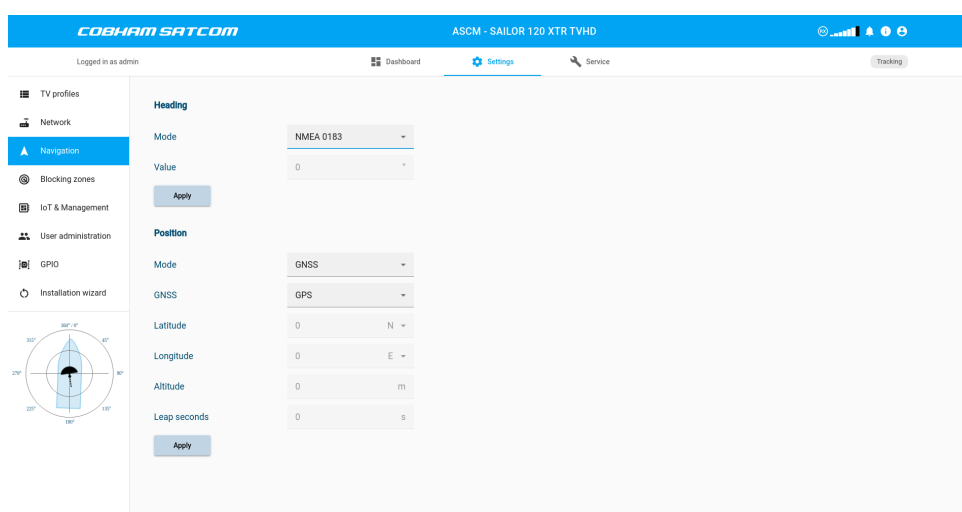 COBHAM SATCOM
ASCM - SAILOR 120 XTR TVHD
Logged in as admin
Dashboard
Settings
Service
Tracking
TV profiles
Network
Navigation
Blocking zones
IoT & Management
User administration
GPIO
Installation wizard
360° / 0°
315°
45°
270°
90°
225°
135°
180°
Heading
Mode
NMEA 0183
Value
0
°
Apply
Position
Mode
GNSS
GNSS
GPS
Latitude
0
N
Longitude
0
E
Altitude
0
m
Leap seconds
0
s
Apply